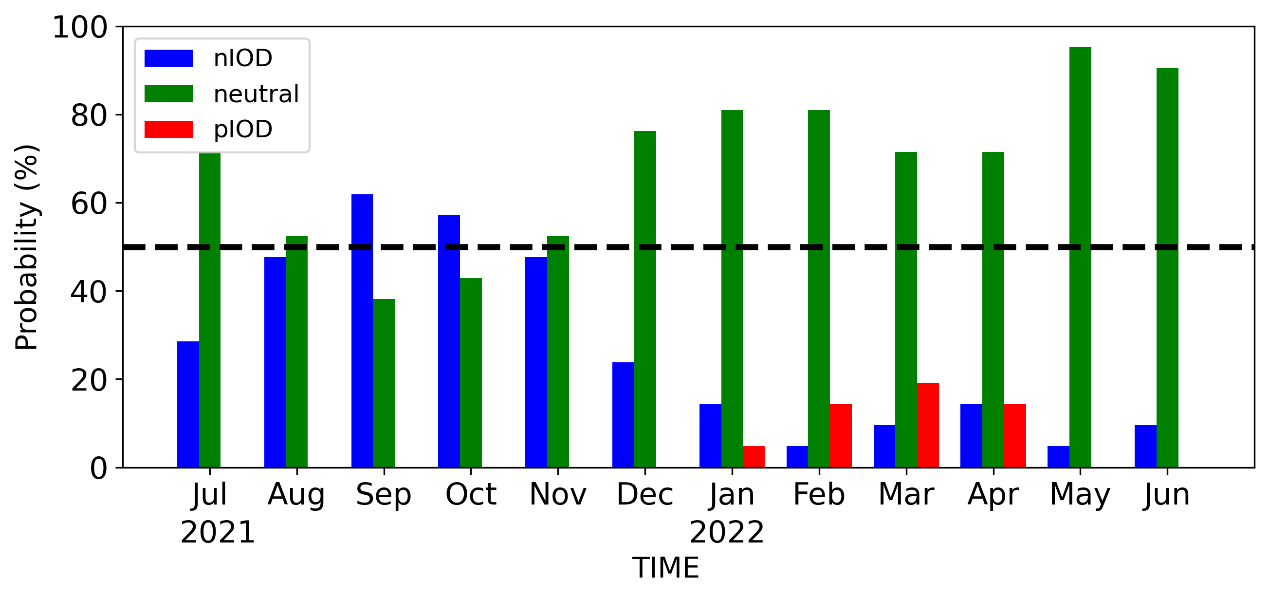 Probability (%)
100
80
60
40
20
0
nIOD
neutral
pIOD
Jul Aug Sep Oct Nov Dec Jan Feb Mar Apr May Jun
2021 2022
TIME